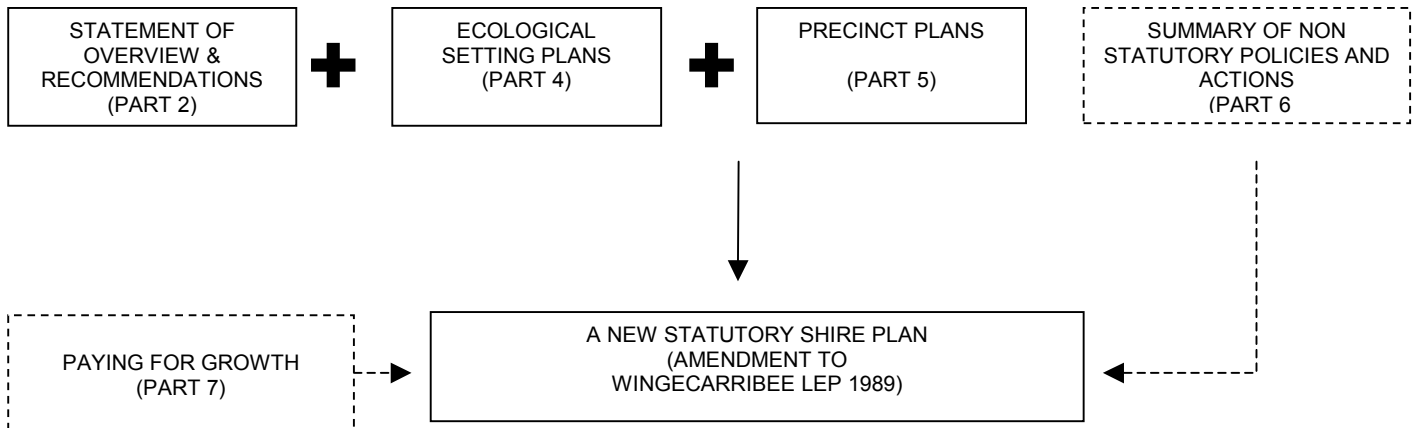 STATEMENT OF
OVERVIEW &
RECOMMENDATIONS
(PART 2)
ECOLOGICAL
SETTING PLANS
(PART 4)
PRECINCT PLANS
(PART 5)
SUMMARY OF NON
STATUTORY POLICIES AND
ACTIONS
(PART 6
PAYING FOR GROWTH
(PART 7)
A NEW STATUTORY SHIRE PLAN
(AMENDMENT TO
WINGECARRIBEE LEP 1989)